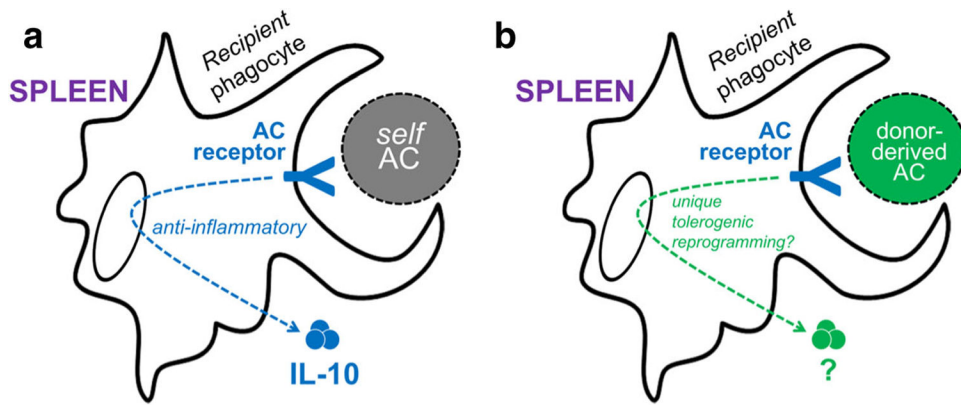 a
SPLEEN
Recipient
phagocyte
AC
receptor
self
AC
anti-inflammatory
IL-10
b
SPLEEN
Recipient
phagocyte
AC
receptor
donor-
derived
AC
unique
tolerogenic
reprogramming?
?